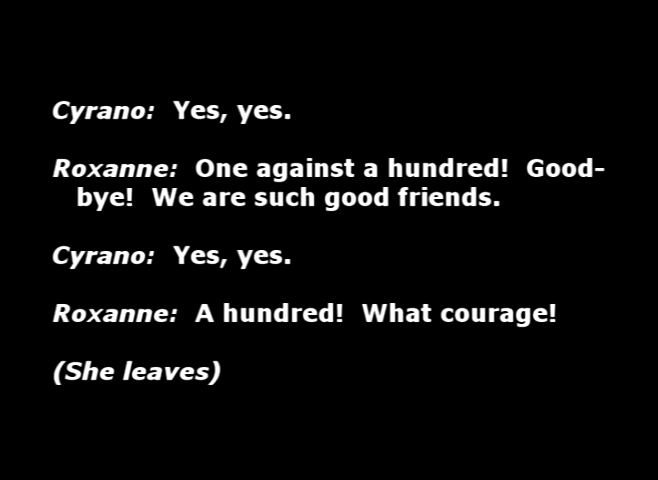 Cyrano:  Yes, yes.
Roxanne:  One against a hundred!  Good-
bye!  We are such good friends.
Cyrano:  Yes, yes.
Roxanne:  A hundred!  What courage!
(She leaves)